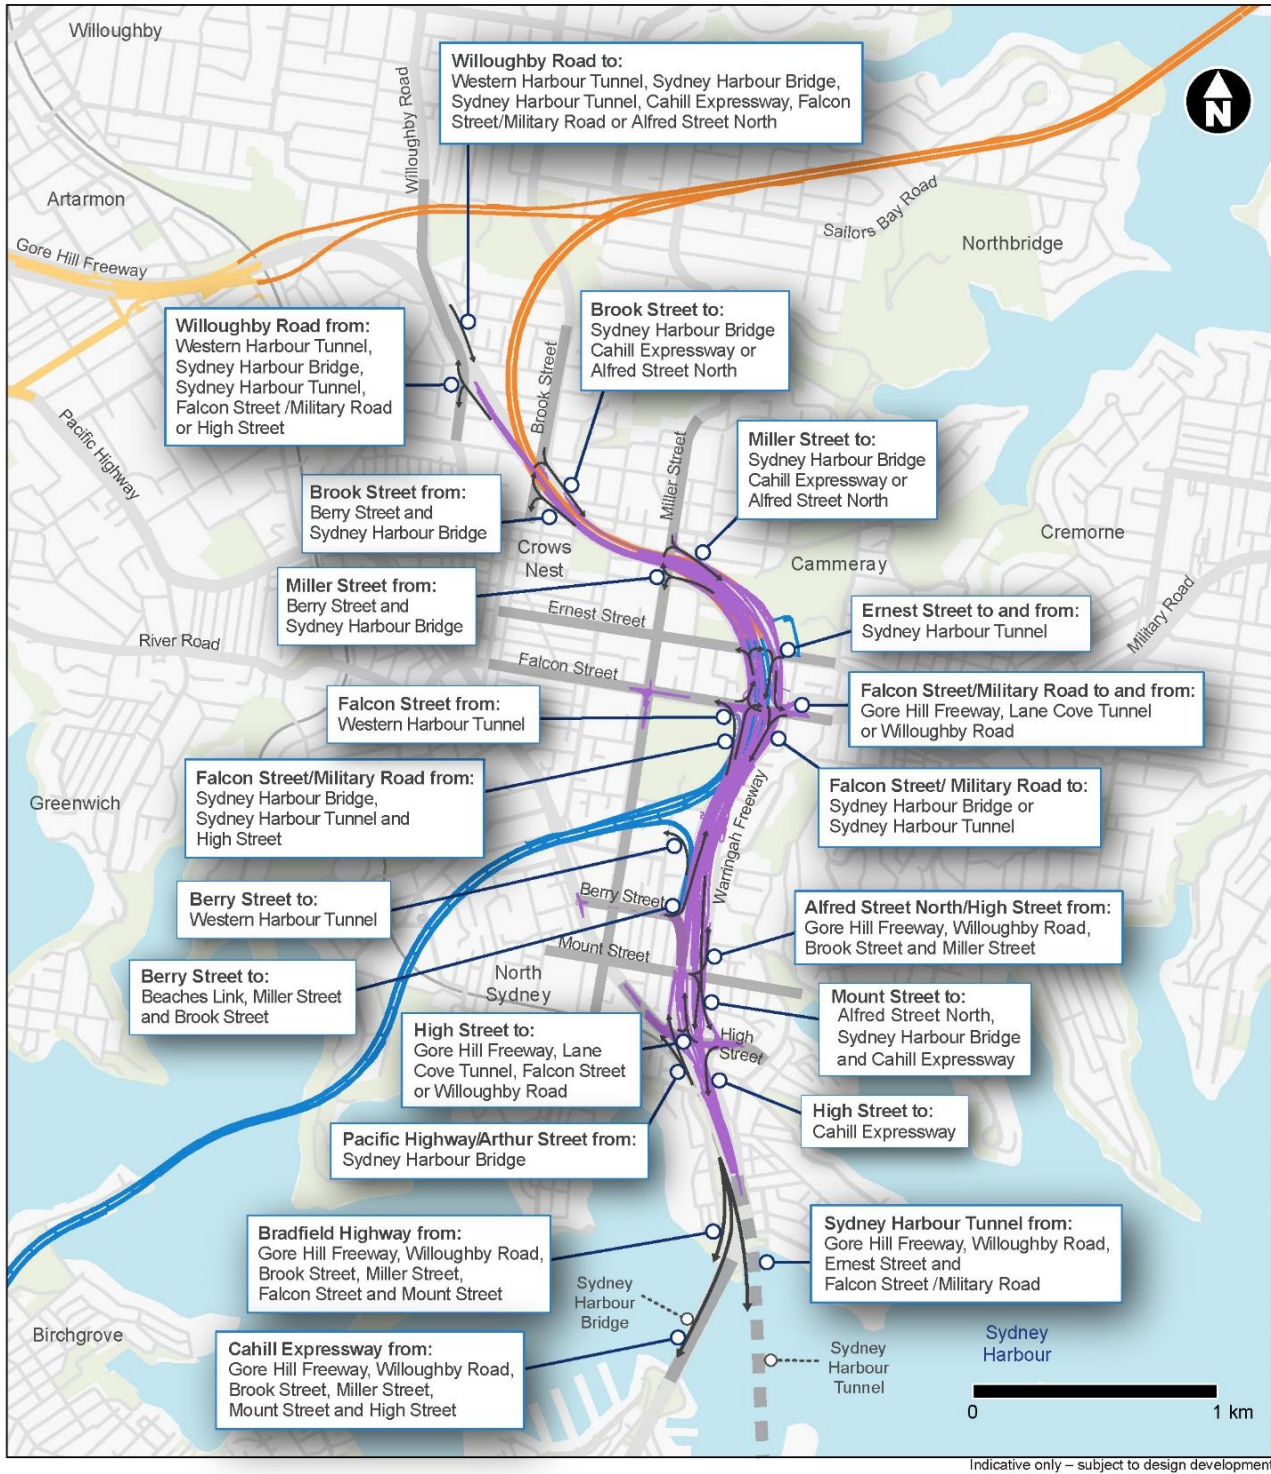 Willoughby
Willoughby Road to:
Western Harbour Tunnel, Sydney Harbour Bridge,
Sydney Harbour Tunnel, Cahill Expressway, Falcon
Street/Military Road or Alfred Street North
N
Willoughby Road
Artarmon
Sailors Bay Road
Northbridge
Gore Hill Freeway
Willoughby Road from:
Western Harbour Tunnel,
Sydney Harbour Bridge,
Sydney Harbour Tunnel,
Falcon Street /Military Road
or High Street
Brook Street to:
Sydney Harbour Bridge
Cahill Expressway or
Alfred Street North
Brook Street
Pacific Highway
Miller Street
Miller Street to:
Sydney Harbour Bridge
Cahill Expressway or
Alfred Street North
Brook Street from:
Berry Street and
Sydney Harbour Bridge
Crows
Nest
Cremorne
Cammeray
Miller Street from:
Berry Street and
Sydney Harbour Bridge
Ernest Street
Military Road
Ernest Street to and from:
Sydney Harbour Tunnel
River Road
Falcon Street
Falcon Street from:
Western Harbour Tunnel
Falcon Street/Military Road to and from:
Gore Hill Freeway, Lane Cove Tunnel
or Willoughby Road
Falcon Street/Military Road from:
Sydney Harbour Bridge,
Sydney Harbour Tunnel and
High Street
Greenwich
Warringah Freeway
Falcon Street/ Military Road to:
Sydney Harbour Bridge or
Sydney Harbour Tunnel
Berry Street to:
Western Harbour Tunnel
Berry Street
Alfred Street North/High Street from:
Gore Hill Freeway, Willoughby Road,
Brook Street and Miller Street
Mount Street
North
Sydney
Berry Street to:
Beaches Link, Miller Street
and Brook Street
Mount Street to:
Alfred Street North,
Sydney Harbour Bridge
and Cahill Expressway
High Street to:
Gore Hill Freeway, Lane
Cove Tunnel, Falcon Street
or Willoughby Road
High
Street
High Street to:
Cahill Expressway
Pacific Highway/Arthur Street from:
Sydney Harbour Bridge
Bradfield Highway from:
Gore Hill Freeway, Willoughby Road,
Brook Street, Miller Street,
Falcon Street and Mount Street
Sydney Harbour Tunnel from:
Gore Hill Freeway, Willoughby Road,
Ernest Street and
Falcon Street /Military Road
Sydney
Harbour
Bridge
Birchgrove
Cahill Expressway from:
Gore Hill Freeway, Willoughby Road,
Brook Street, Miller Street,
Mount Street and High Street
Sydney
Harbour
Tunnel
Sydney
Harbour
0 1 km
Indicative only – subject to design development